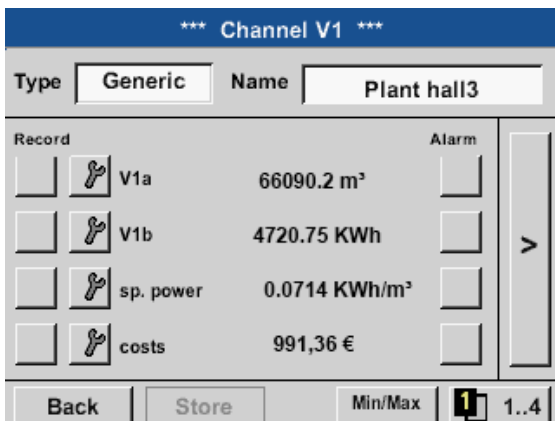 *** Channel V1 ***
Type Generic Name Plant hall3
Record Alarm
V1a 66090.2 m³
V1b 4720.75 KWh
>
sp. power 0.0714 KWh/m³
costs 991,36 €
Back Store Min/Max 1 1..4